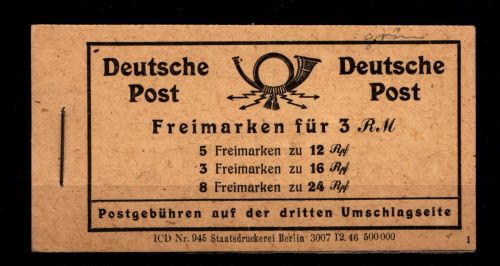 Deutsche Post
Deutsche Post
Freimarken für 3 RM
5 Freimarken zu 12 Rpf
3 Freimarken zu 16 Rpf
8 Freimarken zu 24 Rpf
Postgebühren auf der dritten Umschlagseite
ICD Nr. 945 Staatsdruckerei Berlin 3007 12.46 500 000
1